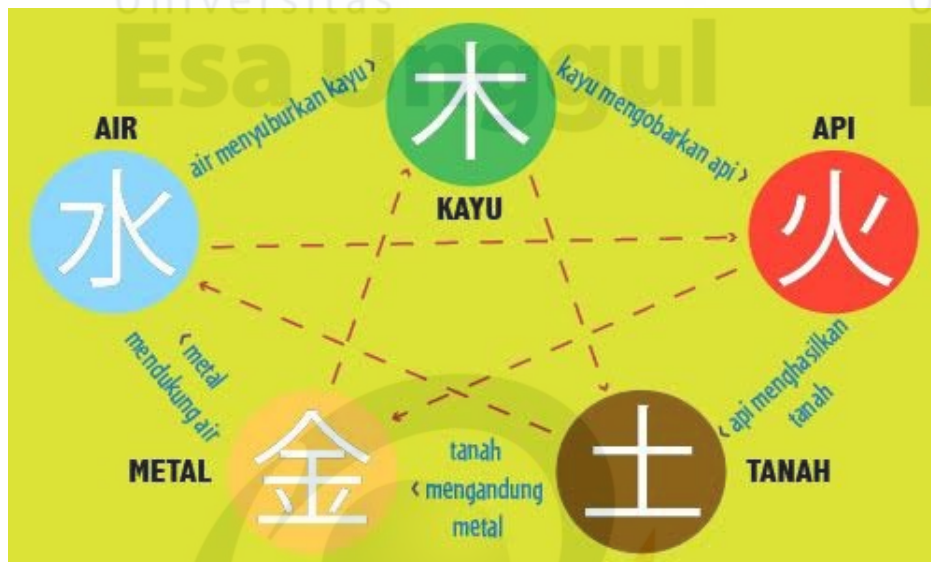 Universitas
Esa Unggul
木
air menyuburkan kayu >
kayu mengobarkan api >
AIR
API
水
KAYU
火
< metal
mendukung air
< api menghasilkan
tanah
METAL
金
tanah
< mengandung
metal
土
TANAH